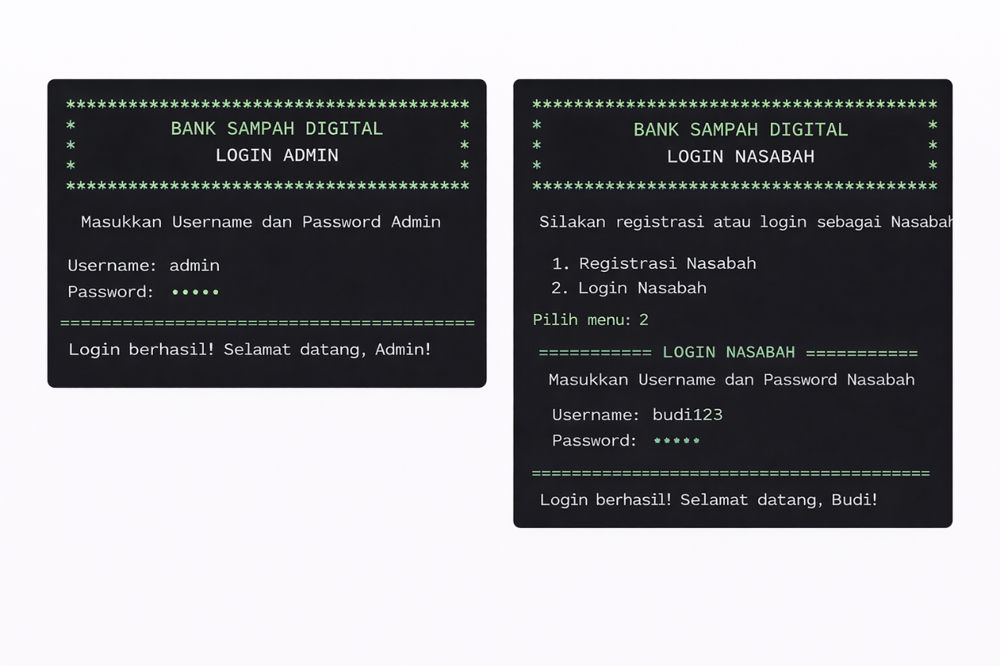 ***************************************
* BANK SAMPAH DIGITAL *
* LOGIN ADMIN *
* *
***************************************
Masukkan Username dan Password Admin
Username: admin
Password: •••••
========================================
Login berhasil! Selamat datang, Admin!
***************************************
* BANK SAMPAH DIGITAL *
* LOGIN NASABAH *
* *
***************************************
Silakan registrasi atau login sebagai Nasabah
1. Registrasi Nasabah
2. Login Nasabah
Pilih menu: 2
=========== LOGIN NASABAH ===========
Masukkan Username dan Password Nasabah
Username: budi123
Password: *****
========================================
Login berhasil! Selamat datang, Budi!